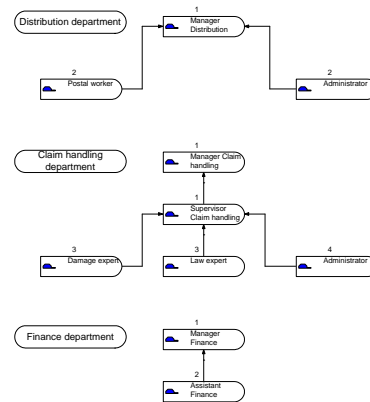 Distribution department
1
Manager
Distribution
2
Postal worker
2
Administrator
Claim handling
department
1
Manager Claim
handling
1
Supervisor
Claim handling
3
Damage expert
3
Law expert
4
Administrator
Finance department
1
Manager
Finance
2
Assistant
Finance